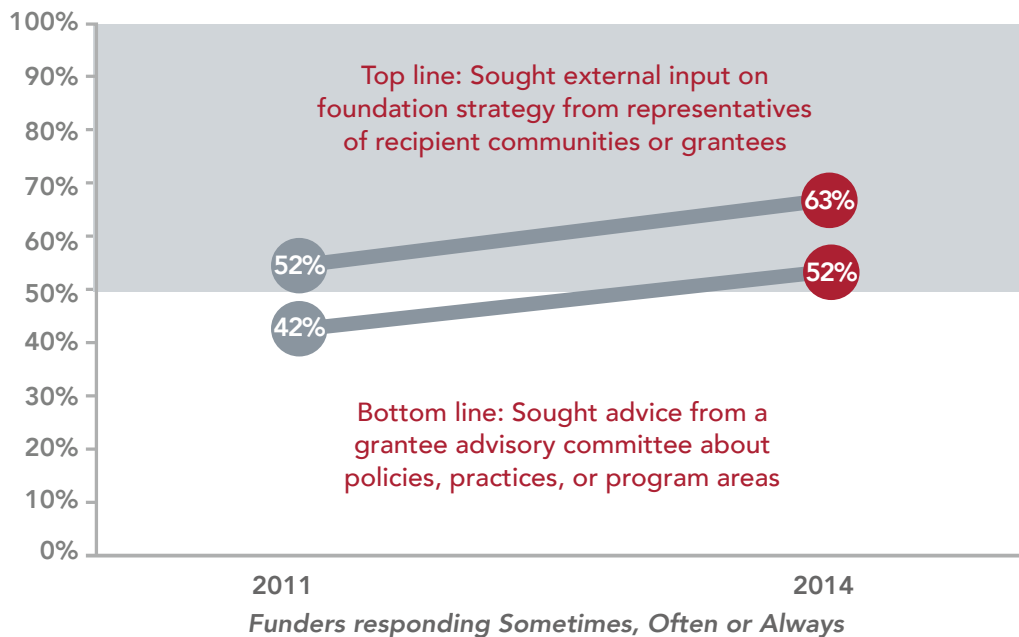 100%
90%
80%
70%
60%
50%
40%
30%
20%
10%
0%
Top line: Sought external input on
foundation strategy from representatives
of recipient communities or grantees
63%
52%
52%
42%
Bottom line: Sought advice from a
grantee advisory committee about
policies, practices, or program areas
2011 2014
Funders responding Sometimes, Often or Always